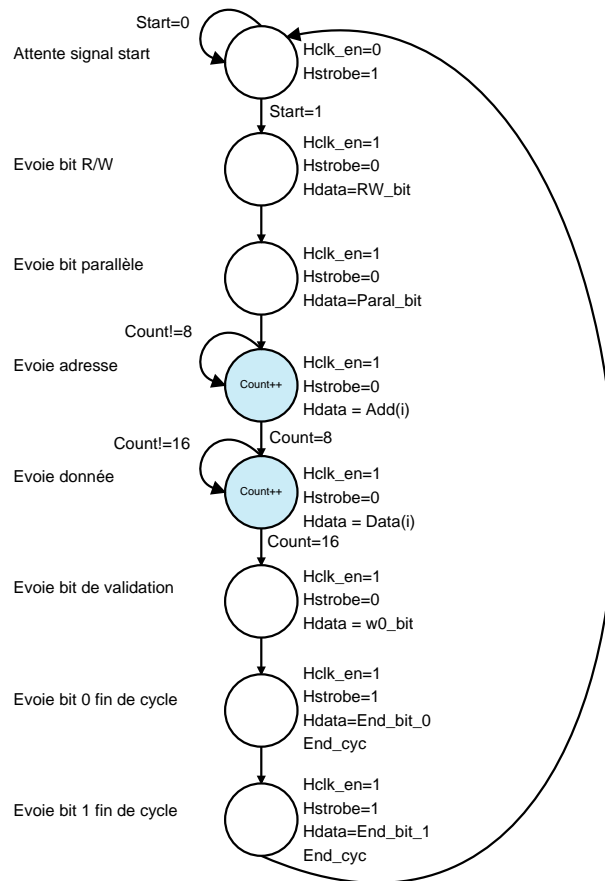 Start=0
Attente signal start
Hclk_en=0
Hstrobe=1
Start=1
Evoie bit R/W
Hclk_en=1
Hstrobe=0
Hdata=RW_bit
Evoie bit parallèle
Hclk_en=1
Hstrobe=0
Hdata=Paral_bit
Count!=8
Evoie adresse
Count++
Hclk_en=1
Hstrobe=0
Hdata = Add(i)
Count=8
Count!=16
Evoie donnée
Count++
Hclk_en=1
Hstrobe=0
Hdata = Data(i)
Count=16
Evoie bit de validation
Hclk_en=1
Hstrobe=0
Hdata = w0_bit
Evoie bit 0 fin de cycle
Hclk_en=1
Hstrobe=1
Hdata=End_bit_0
End_cyc
Evoie bit 1 fin de cycle
Hclk_en=1
Hstrobe=1
Hdata=End_bit_1
End_cyc